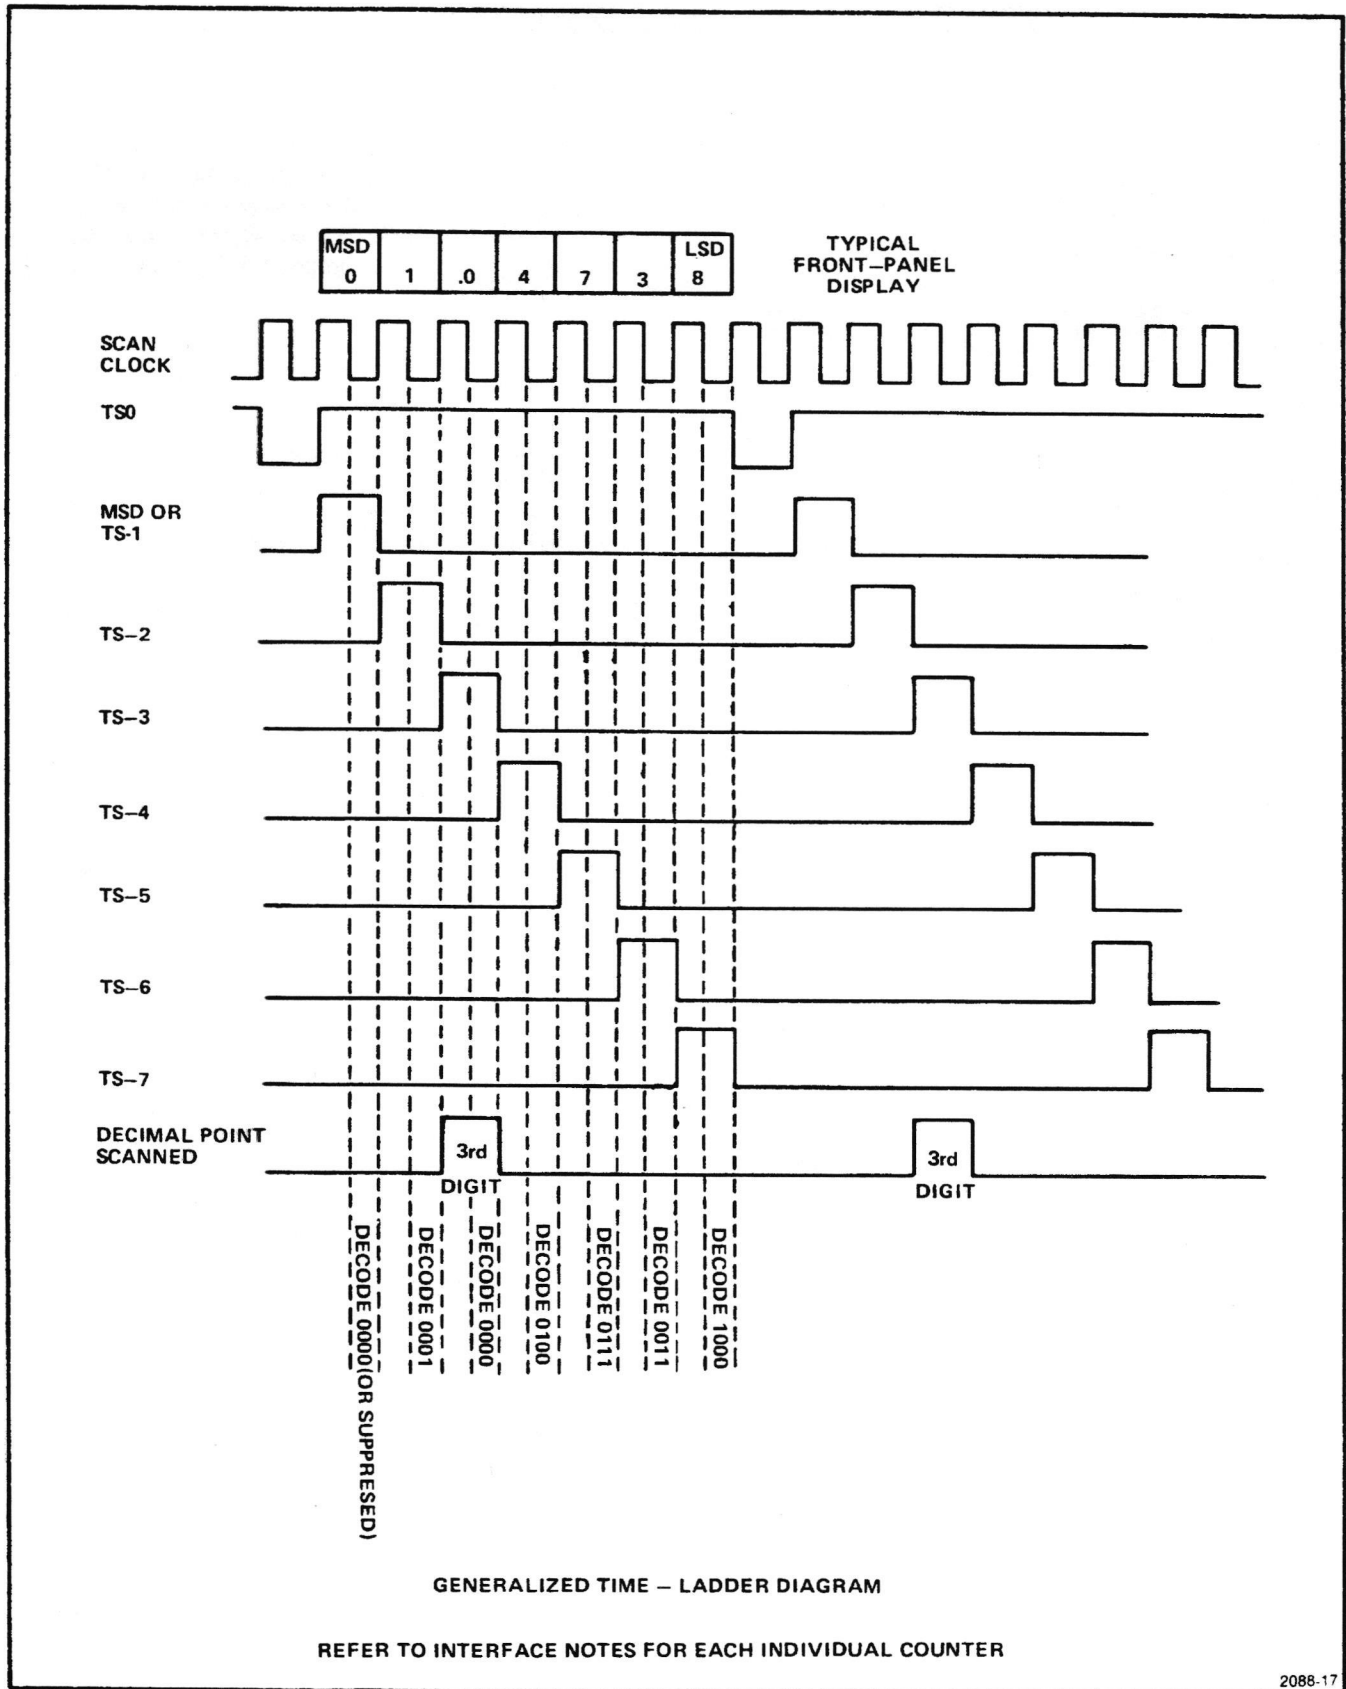 MSD LSD
0 1 .0 4 7 3 8
TYPICAL
FRONT–PANEL
DISPLAY
SCAN
CLOCK
TS0
MSD OR
TS-1
TS–2
TS–3
TS–4
TS–5
TS–6
TS–7
DECIMAL POINT
SCANNED
3rd
DIGIT
3rd
DIGIT
DECODE 0000(OR SUPPRESED)
DECODE 0001
DECODE 0000
DECODE 0100
DECODE 0111
DECODE 0011
DECODE 1000
GENERALIZED TIME – LADDER DIAGRAM
REFER TO INTERFACE NOTES FOR EACH INDIVIDUAL COUNTER
2088-17